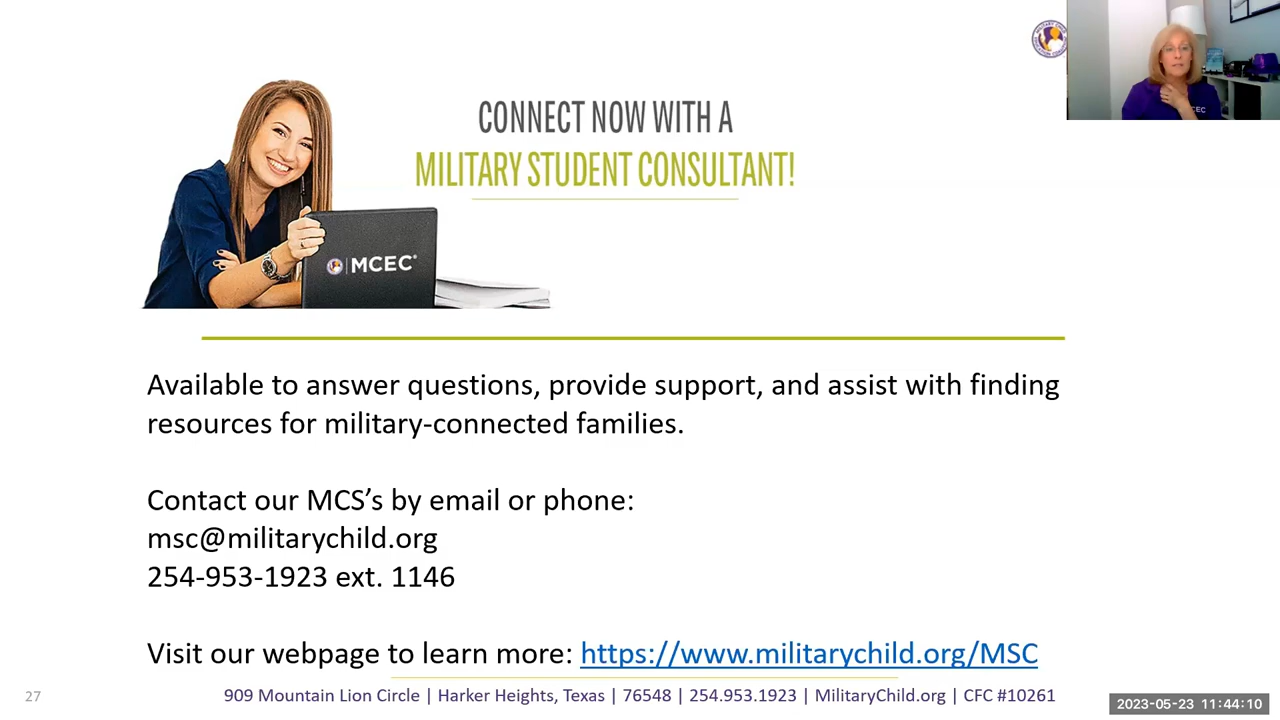 CONNECT NOW WITH A
MILITARY STUDENT CONSULTANT!
MCEC®
Available to answer questions, provide support, and assist with finding
resources for military-connected families.
Contact our MCS’s by email or phone:
msc@militarychild.org
254-953-1923 ext. 1146
Visit our webpage to learn more: https://www.militarychild.org/MSC
27
909 Mountain Lion Circle | Harker Heights, Texas | 76548 | 254.953.1923 | MilitaryChild.org | CFC #10261
2023-05-23 11:44:10